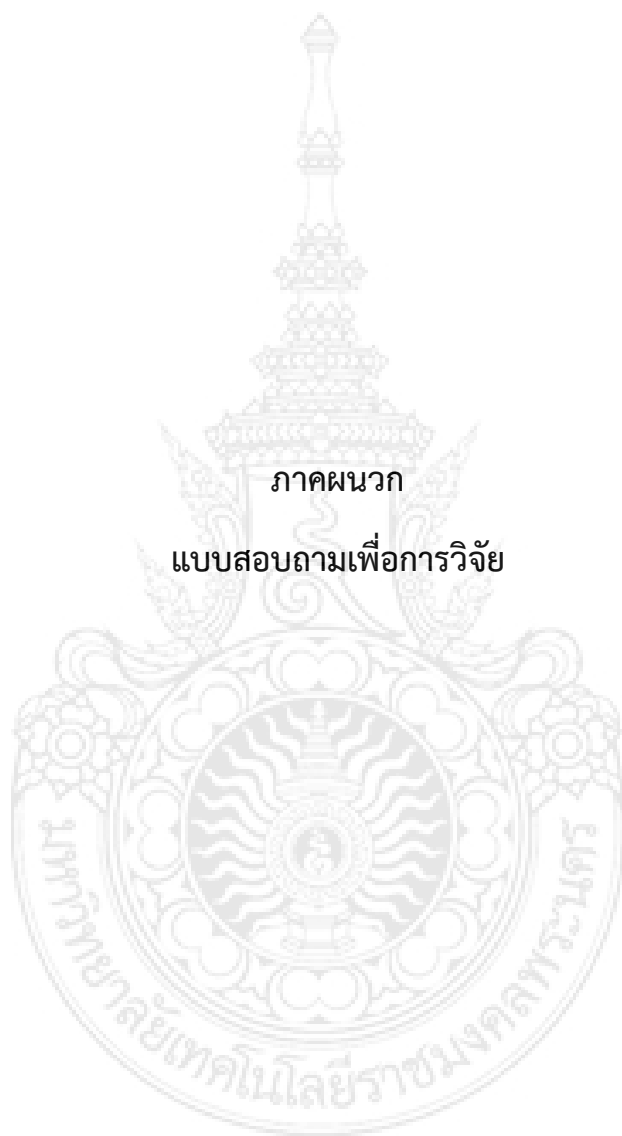 ภาคผนวก
แบบสอบถามเพื่อการวิจัย
มหาวิทยาลัยเทคโนโลยีราชมงคลพระนคร